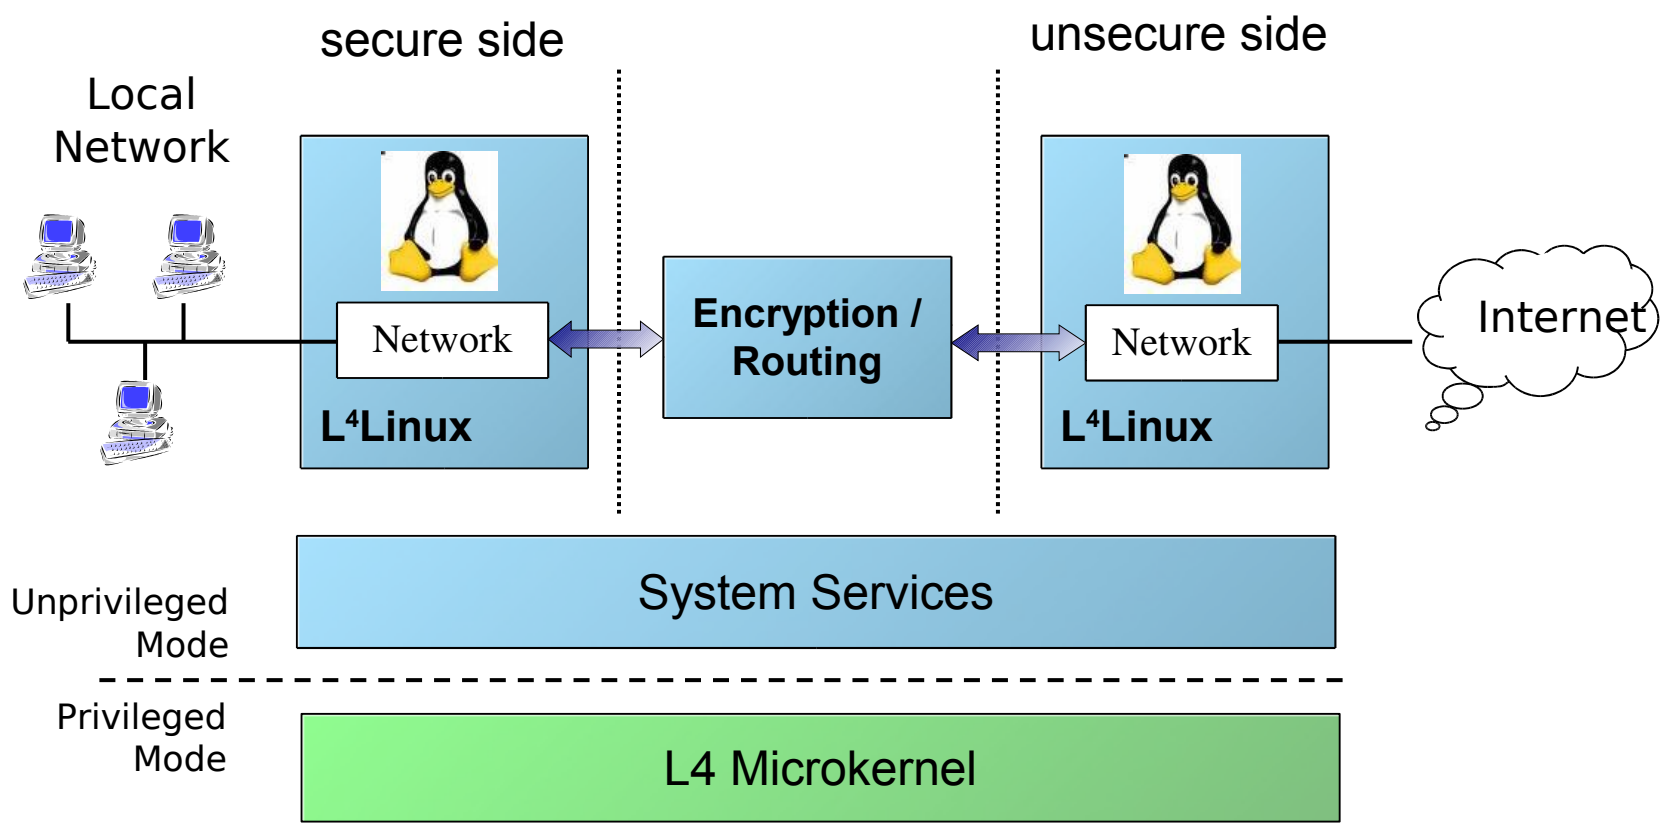 secure side
unsecure side
Local
Network
Encryption /
Routing
Network
Network
Internet
L⁴Linux
L⁴Linux
System Services
Unprivileged
Mode
Privileged
Mode
L4 Microkernel